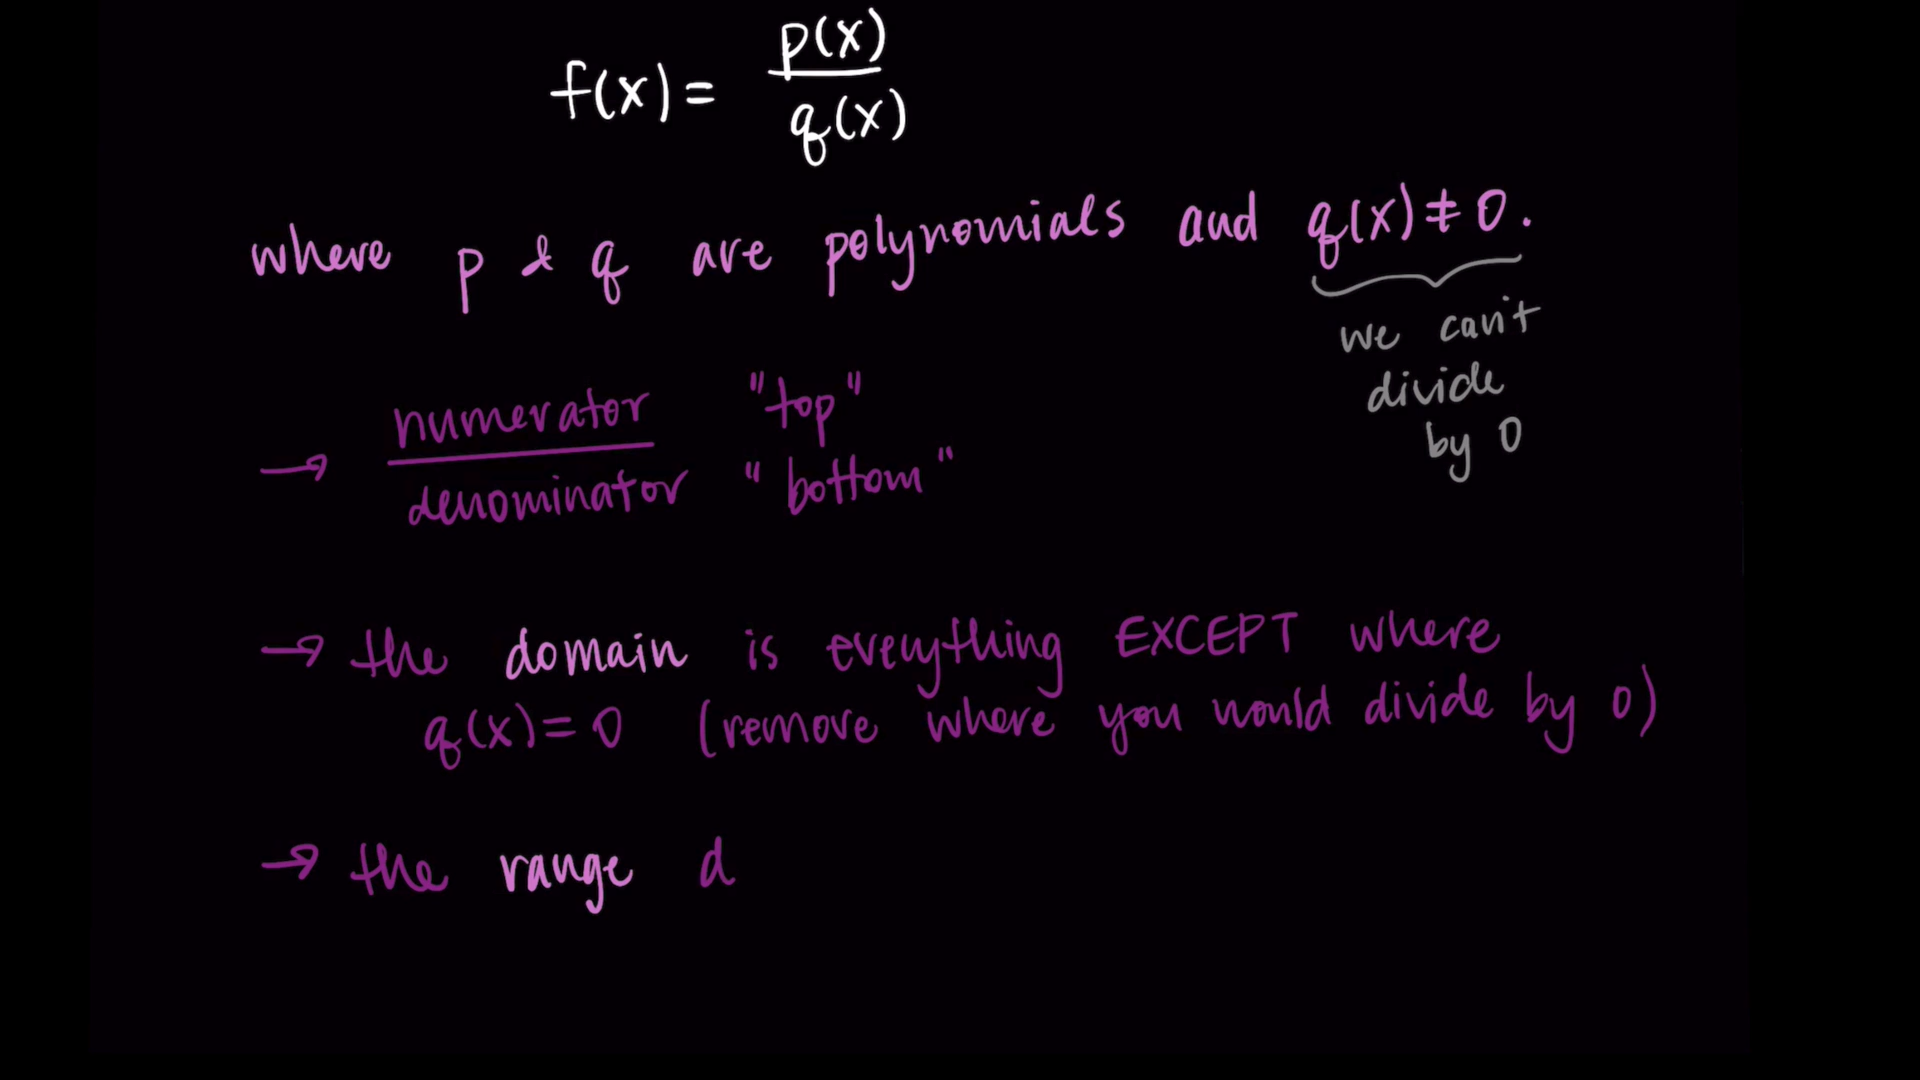 f(x) = p(x)/q(x)
where p & q are polynomials and q(x) ≠ 0.
we can't
divide
by 0
→ numerator "top"
denominator "bottom"
→ the domain is everything EXCEPT where
q(x) = 0 (remove where you would divide by 0)
→ the range d